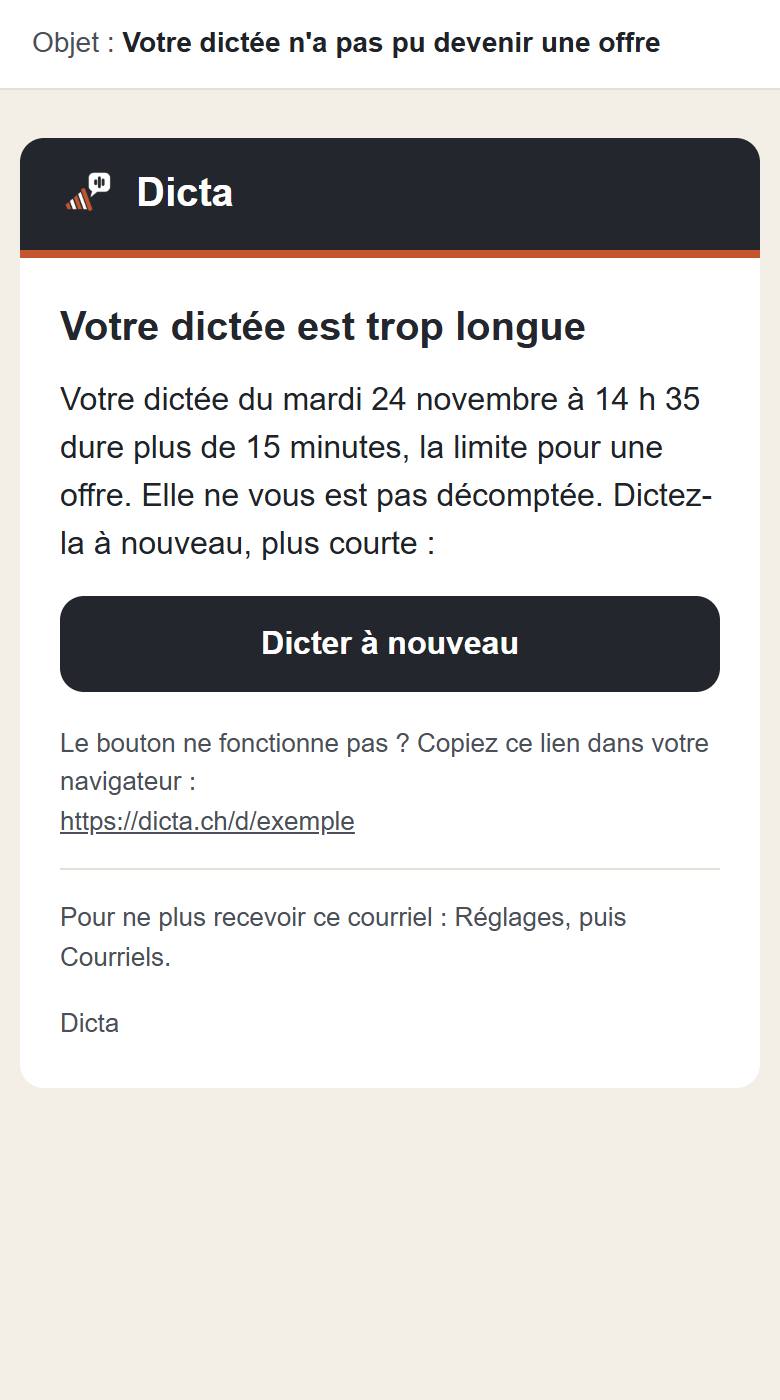 Objet : Votre dictée n'a pas pu devenir une offre
Dicta
Votre dictée est trop longue
Votre dictée du mardi 24 novembre à 14 h 35
dure plus de 15 minutes, la limite pour une
offre. Elle ne vous est pas décomptée. Dictez-
la à nouveau, plus courte :
Dicter à nouveau
Le bouton ne fonctionne pas ? Copiez ce lien dans votre
navigateur :
https://dicta.ch/d/exemple
Pour ne plus recevoir ce courriel : Réglages, puis
Courriels.
Dicta